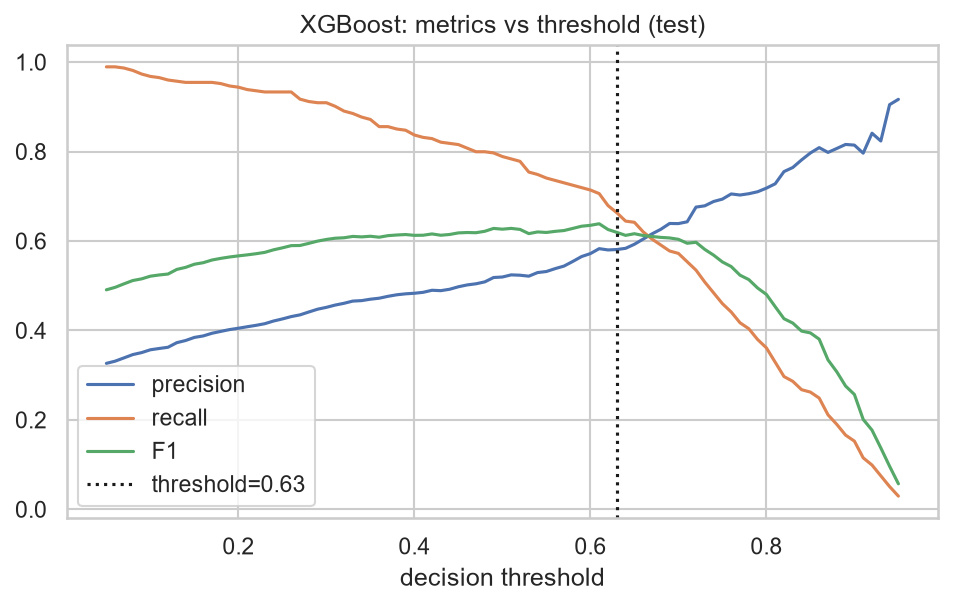 XGBoost: metrics vs threshold (test)
1.0
0.8
0.6
0.4
0.2
0.0
precision
recall
F1
threshold=0.63
0.2 0.4 0.6 0.8
decision threshold